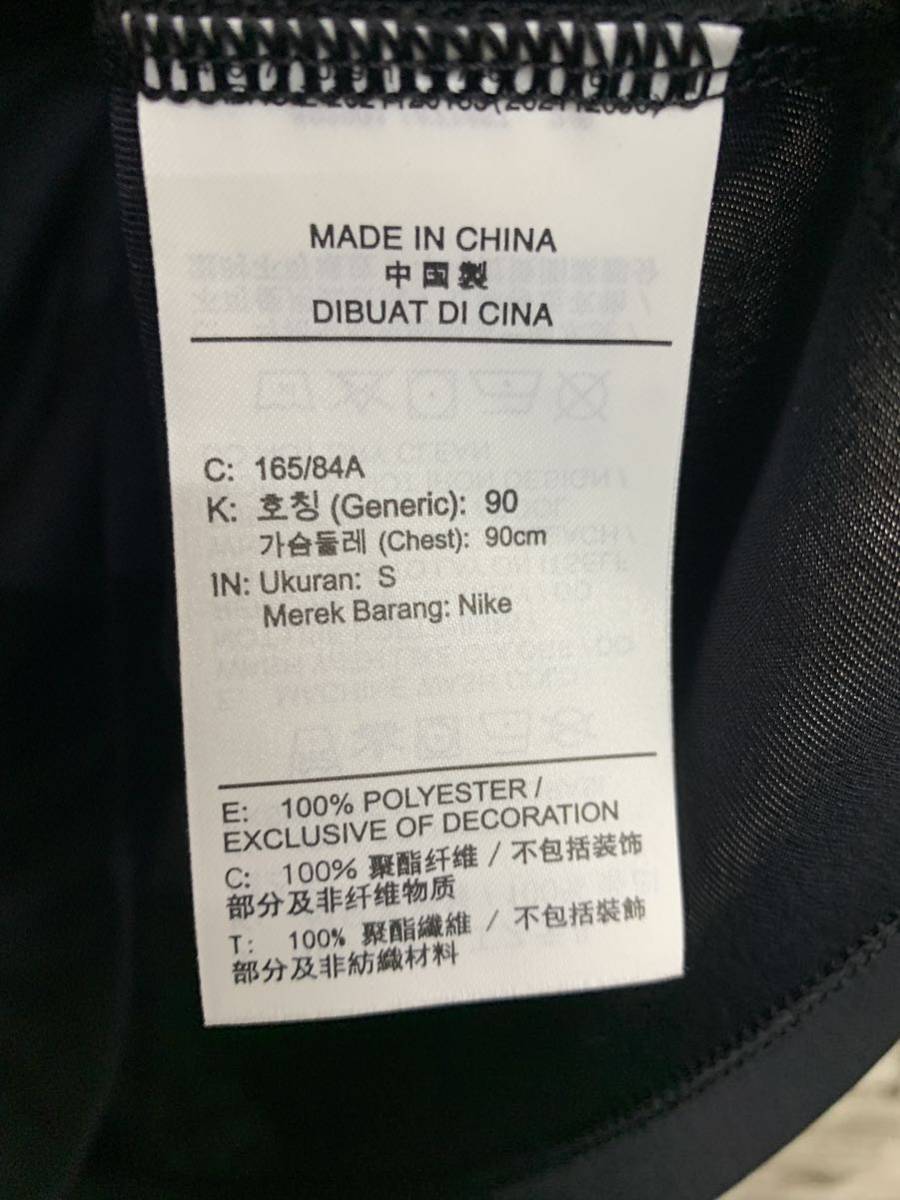 MADE IN CHINA
中国製
DIBUAT DI CINA
C: 165/84A
K: 호칭 (Generic): 90
가슴둘레 (Chest): 90cm
IN: Ukuran: S
Merek Barang: Nike
E: 100% POLYESTER /
EXCLUSIVE OF DECORATION
C: 100% 聚酯纤维 / 不包括装饰
部分及非纤维物质
T: 100% 聚酯纖維 / 不包括裝飾
部分及非紡織材料